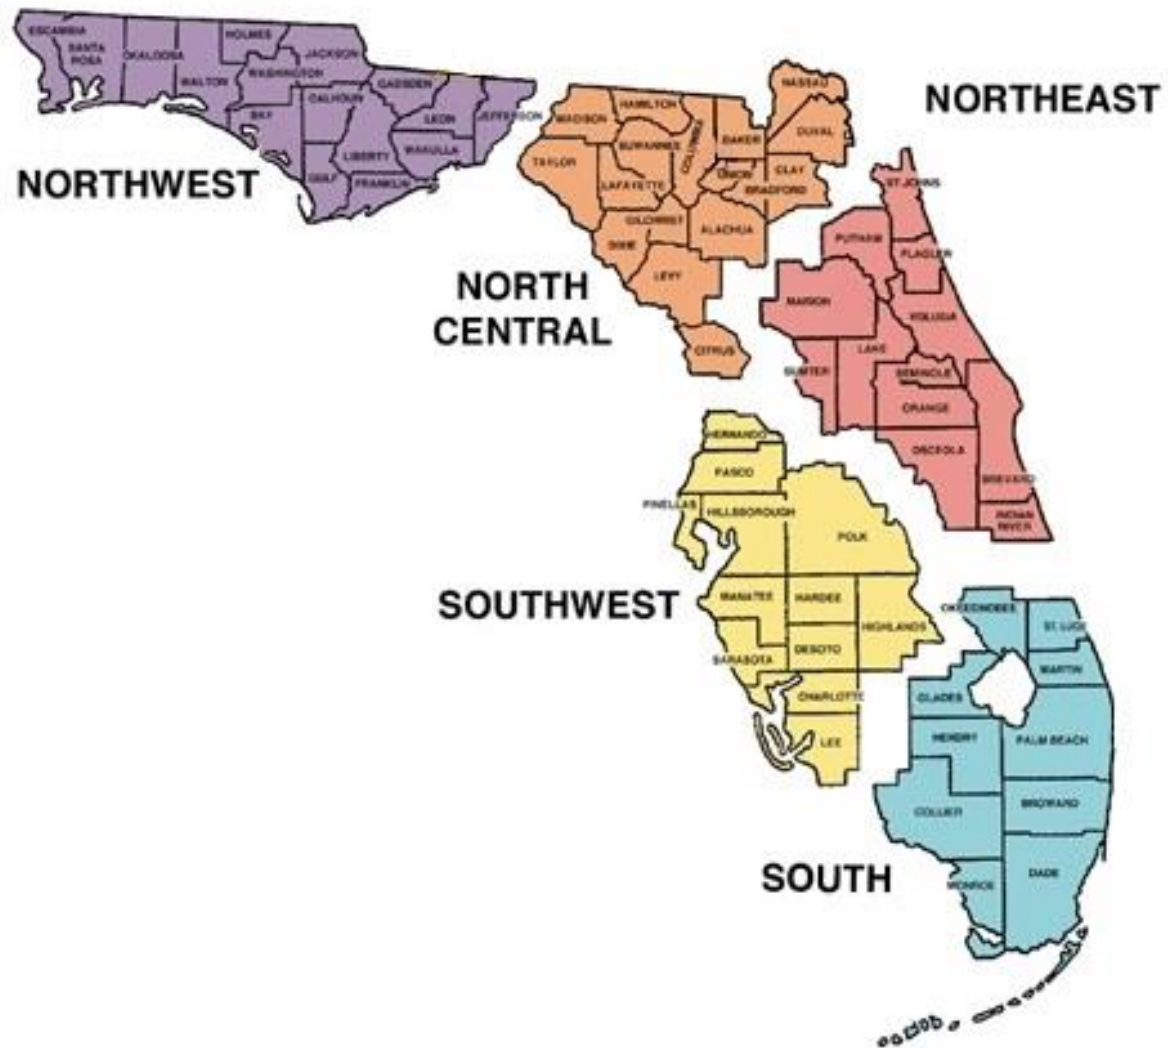 ESCAMBIA
SANTA
ROSA
OKALOOSA
WALTON
HOLMES
WASHINGTON
JACKSON
BAY
CALHOUN
GULF
LIBERTY
FRANKLIN
GADSDEN
LEON
WAKULLA
JEFFERSON
NORTHWEST
MADISON
TAYLOR
HAMILTON
SUWANNEE
LAFAYETTE
COLUMBIA
BAKER
UNION
BRADFORD
NASSAU
DUVAL
CLAY
GILCHRIST
DIXIE
ALACHUA
LEVY
CITRUS
NORTH
CENTRAL
NORTHEAST
ST. JOHNS
PUTNAM
FLAGLER
MARION
VOLUSIA
LAKE
SUMTER
SEMINOLE
ORANGE
OSCEOLA
BREVARD
INDIAN
RIVER
HERNANDO
PASCO
PINELLAS
HILLSBOROUGH
POLK
MANATEE
HARDEE
HIGHLANDS
SARASOTA
DESOTO
CHARLOTTE
LEE
SOUTHWEST
OKEECHOBEE
ST. LUCI
MARTIN
GLADES
HENDRY
PALM BEACH
COLLIER
BROWARD
MONROE
DADE
SOUTH